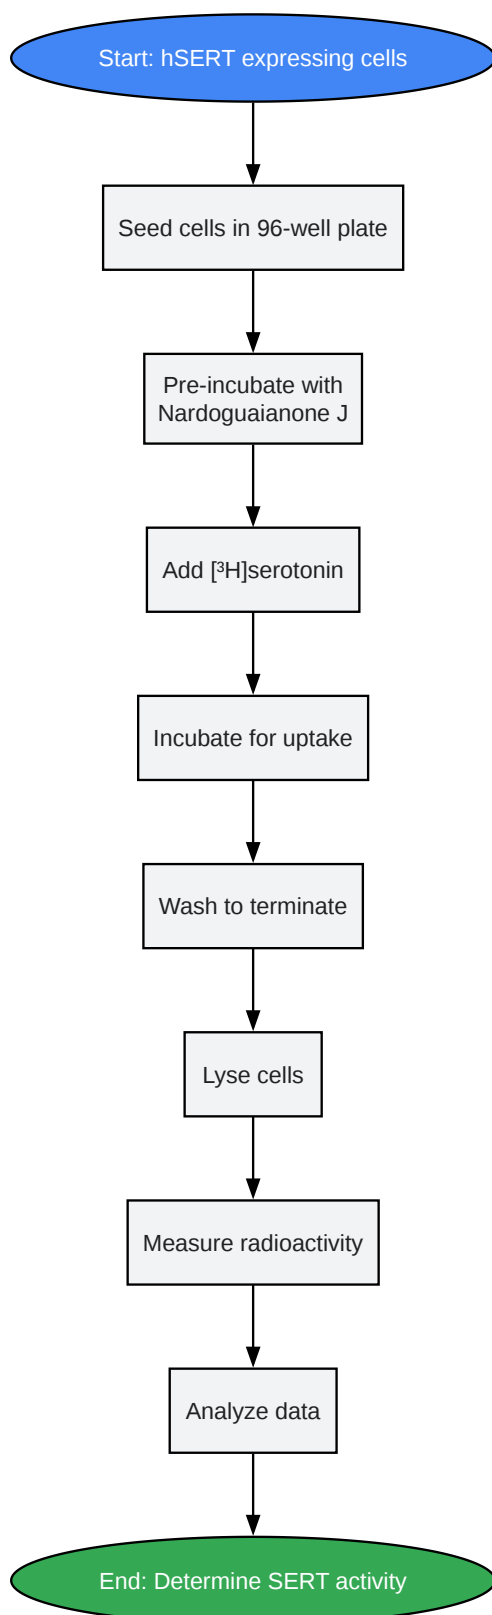 Start: hSERT expressing cells
Seed cells in 96-well plate
Pre-incubate with
Nardoguaianone J
Add [³H]serotonin
Incubate for uptake
Wash to terminate
Lyse cells
Measure radioactivity
Analyze data
End: Determine SERT activity